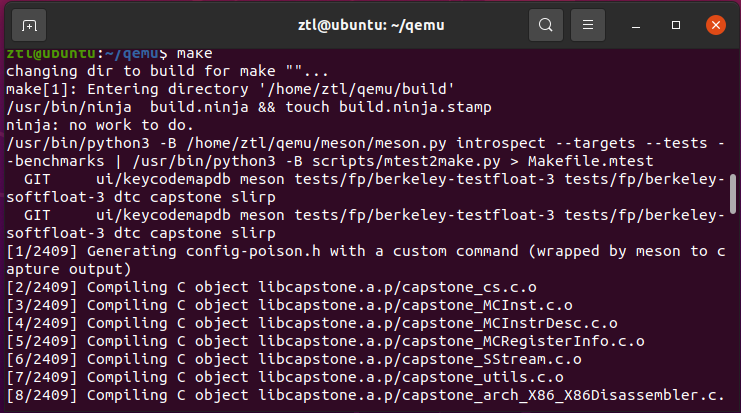 ztl@ubuntu: ~/qemu
ztl@ubuntu:~/qemu$ make
changing dir to build for make ""...
make[1]: Entering directory '/home/ztl/qemu/build'
/usr/bin/ninja  build.ninja && touch build.ninja.stamp
ninja: no work to do.
/usr/bin/python3 -B /home/ztl/qemu/meson/meson.py introspect --targets --tests -
-benchmarks | /usr/bin/python3 -B scripts/mtest2make.py > Makefile.mtest
  GIT     ui/keycodemapdb meson tests/fp/berkeley-testfloat-3 tests/fp/berkeley-
softfloat-3 dtc capstone slirp
  GIT     ui/keycodemapdb meson tests/fp/berkeley-testfloat-3 tests/fp/berkeley-
softfloat-3 dtc capstone slirp
[1/2409] Generating config-poison.h with a custom command (wrapped by meson to c
apture output)
[2/2409] Compiling C object libcapstone.a.p/capstone_cs.c.o
[3/2409] Compiling C object libcapstone.a.p/capstone_MCInst.c.o
[4/2409] Compiling C object libcapstone.a.p/capstone_MCInstrDesc.c.o
[5/2409] Compiling C object libcapstone.a.p/capstone_MCRegisterInfo.c.o
[6/2409] Compiling C object libcapstone.a.p/capstone_SStream.c.o
[7/2409] Compiling C object libcapstone.a.p/capstone_utils.c.o
[8/2409] Compiling C object libcapstone.a.p/capstone_arch_X86_X86Disassembler.c.